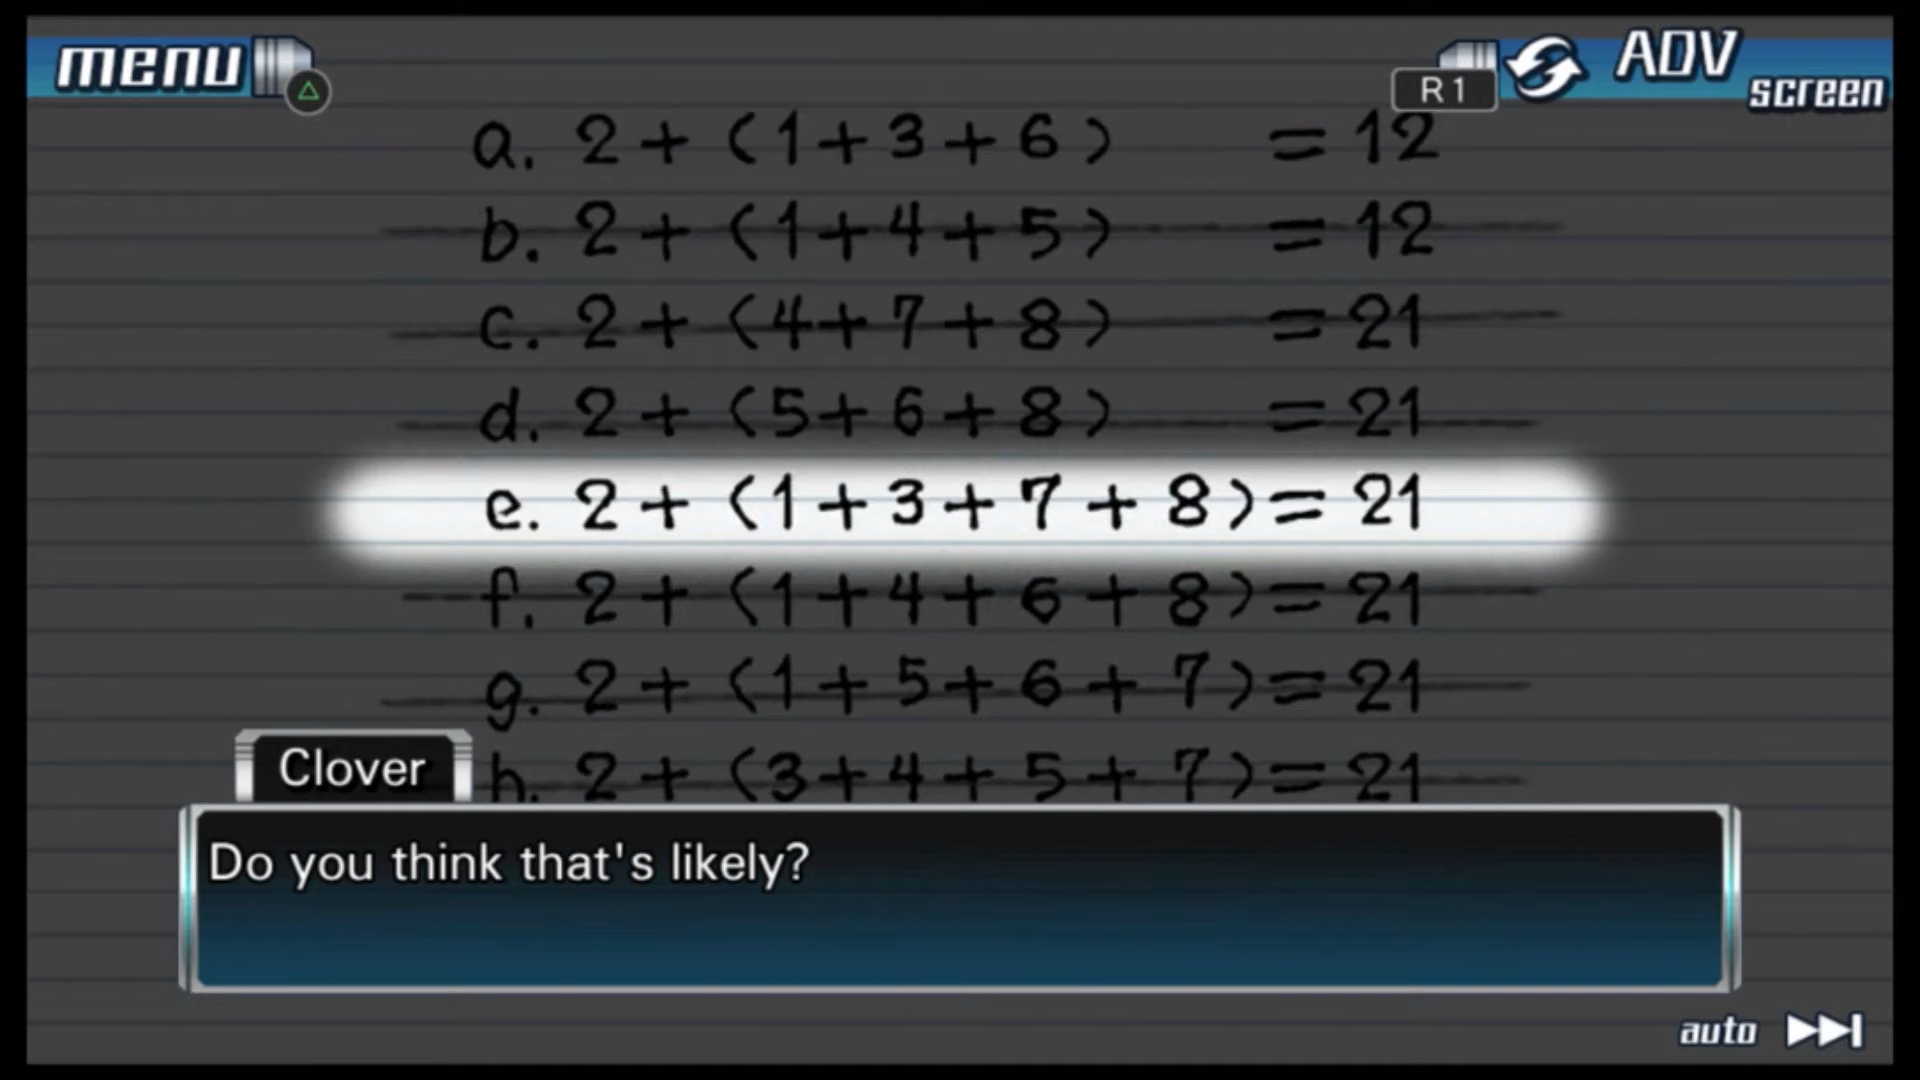 menu
R1
ADV
screen
a. 2 + (1 + 3 + 6) = 12
b. 2 + (1 + 4 + 5) = 12
c. 2 + (4 + 7 + 8) = 21
d. 2 + (5 + 6 + 8) = 21
e. 2 + (1 + 3 + 7 + 8) = 21
f. 2 + (1 + 4 + 6 + 8) = 21
g. 2 + (1 + 5 + 6 + 7) = 21
h. 2 + (3 + 4 + 5 + 7) = 21
Clover
Do you think that's likely?
auto